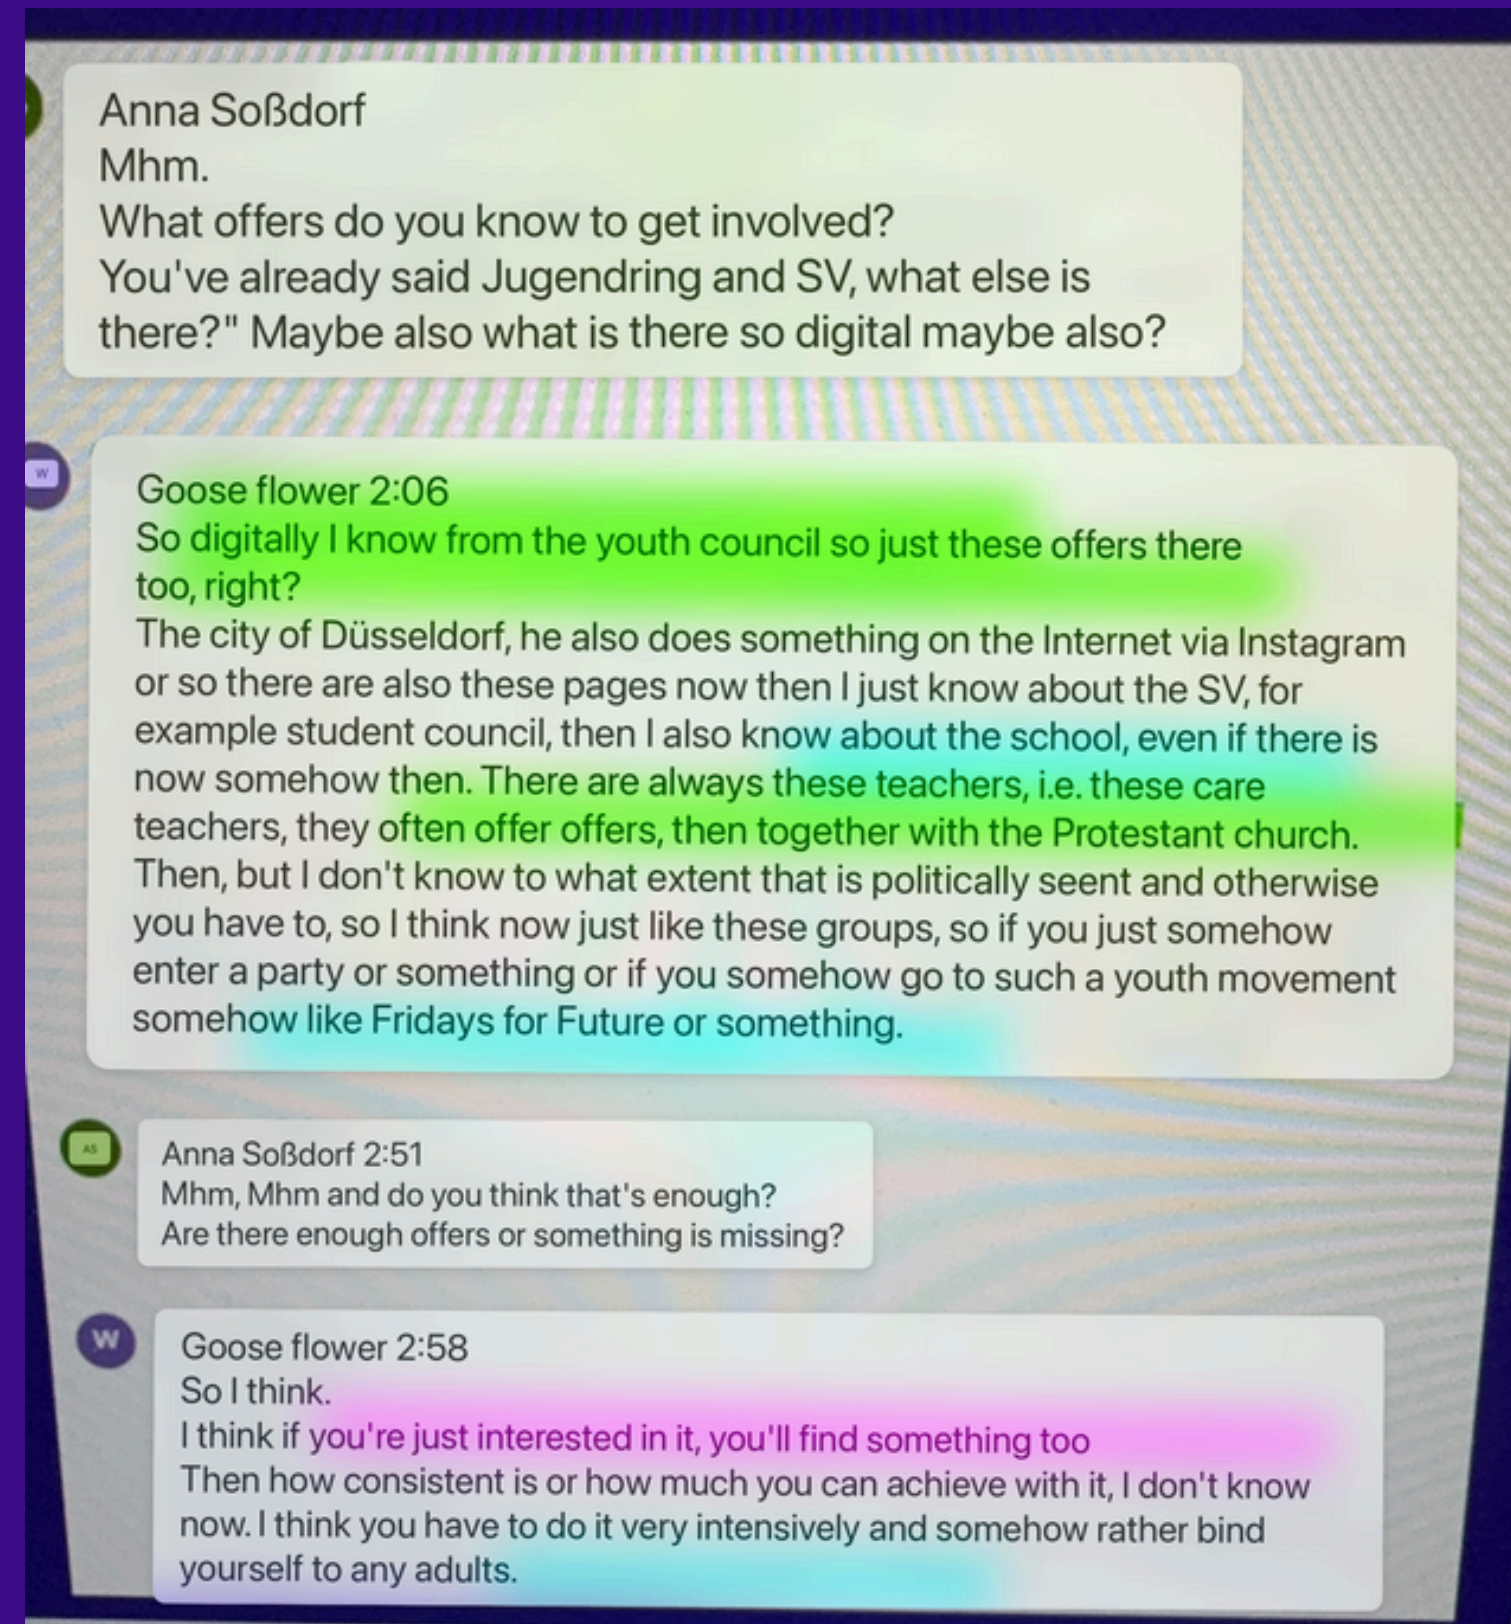 Anna Soßdorf
Mhm.
What offers do you know to get involved?
You've already said Jugendring and SV, what else is
there?" Maybe also what is there so digital maybe also?
W
Goose flower 2:06
So digitally I know from the youth council so just these offers there
too, right?
The city of Düsseldorf, he also does something on the Internet via Instagram
or so there are also these pages now then I just know about the SV, for
example student council, then I also know about the school, even if there is
now somehow then. There are always these teachers, i.e. these care
teachers, they often offer offers, then together with the Protestant church.
Then, but I don't know to what extent that is politically seent and otherwise
you have to, so I think now just like these groups, so if you just somehow
enter a party or something or if you somehow go to such a youth movement
somehow like Fridays for Future or something.
AS
Anna Soßdorf 2:51
Mhm, Mhm and do you think that's enough?
Are there enough offers or something is missing?
W
Goose flower 2:58
So I think.
I think if you're just interested in it, you'll find something too
Then how consistent is or how much you can achieve with it, I don't know
now. I think you have to do it very intensively and somehow rather bind
yourself to any adults.